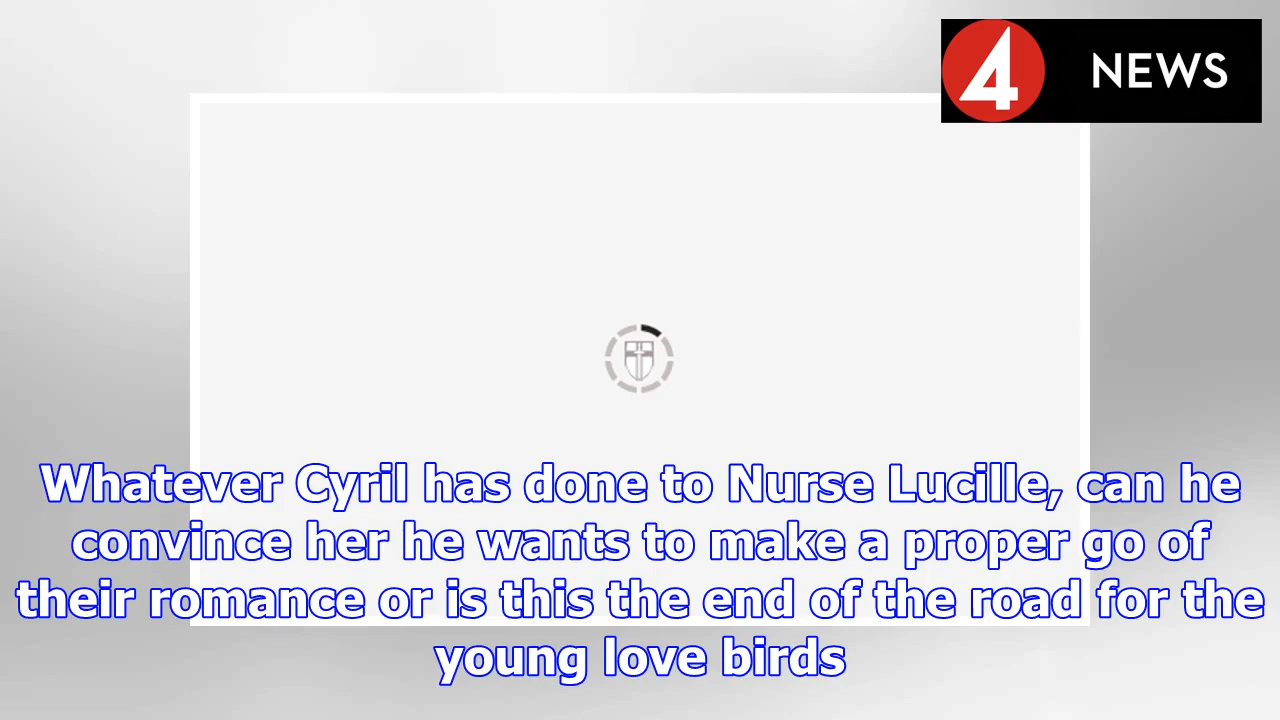 4 NEWS
Whatever Cyril has done to Nurse Lucille, can he
convince her he wants to make a proper go of
their romance or is this the end of the road for the
young love birds